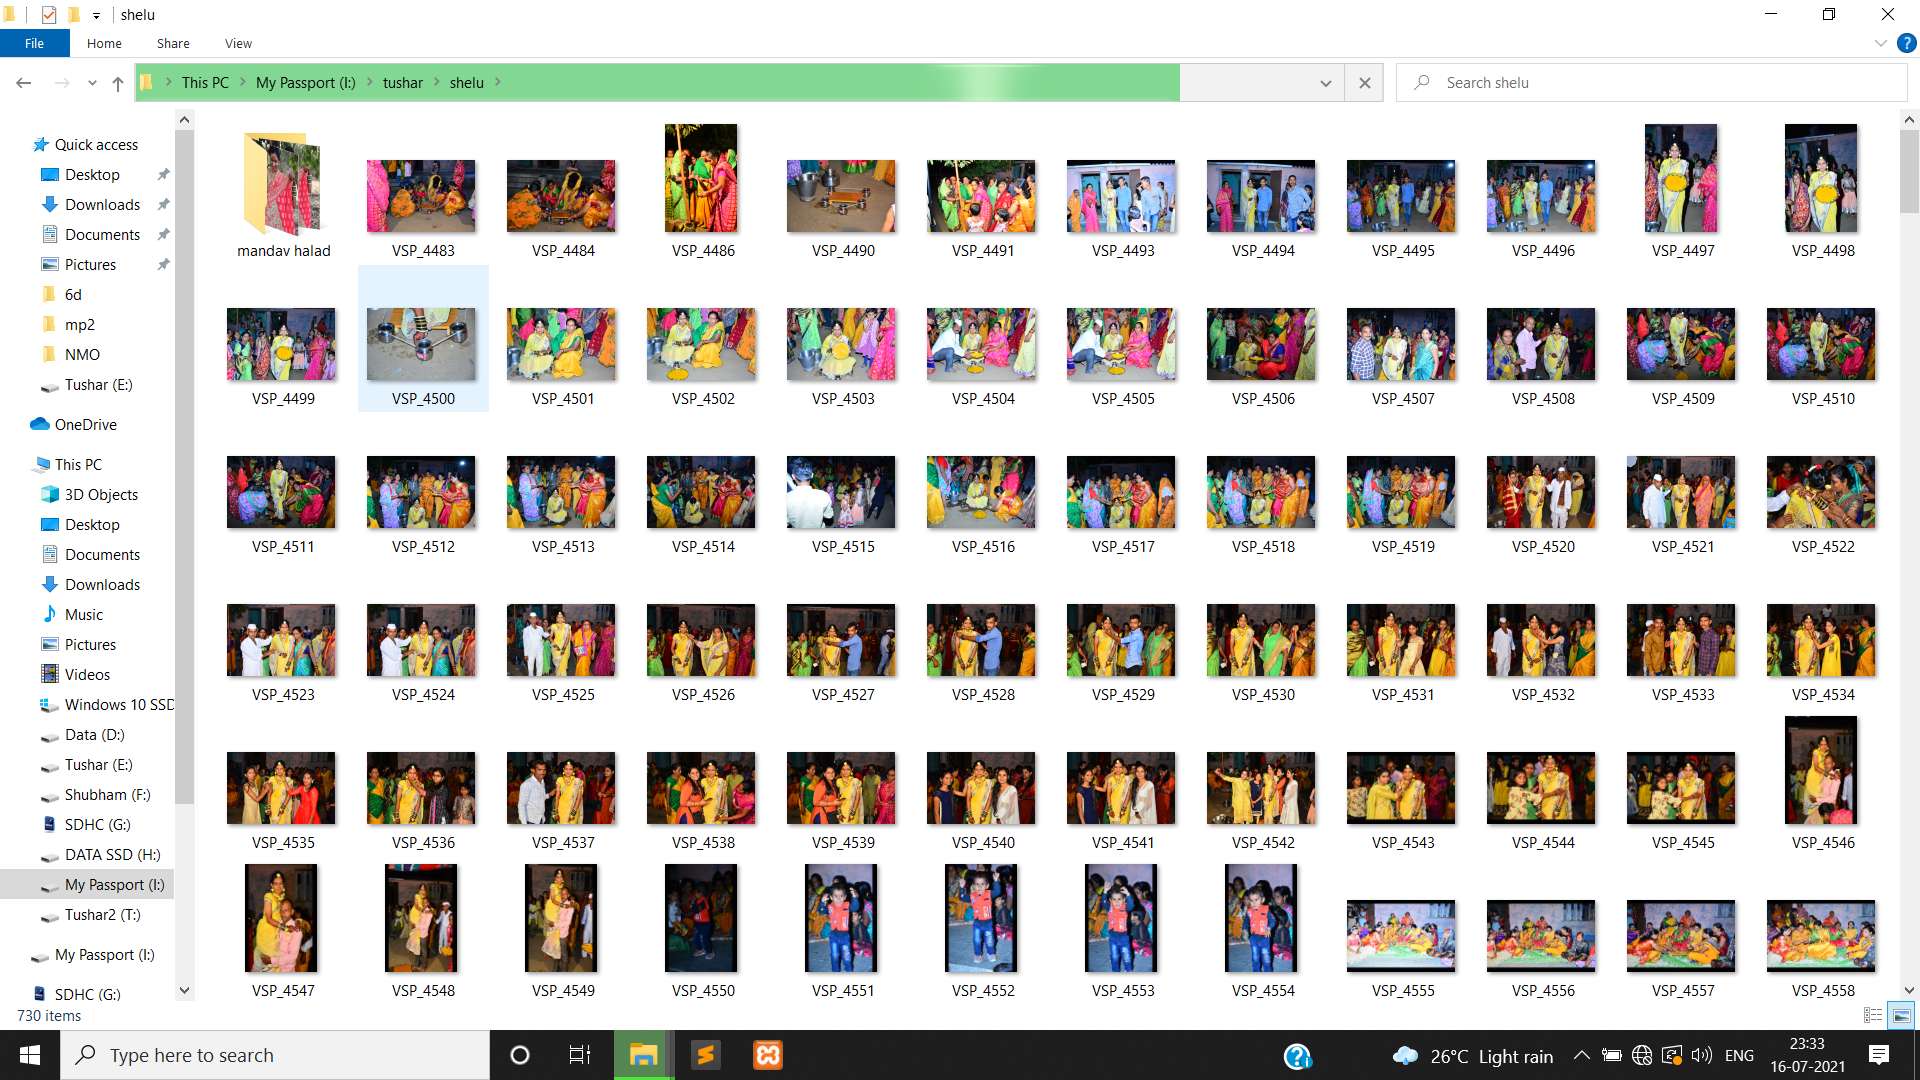 shelu
File Home Share View
This PC My Passport (I:) tushar shelu
Search shelu
Quick access
Desktop
Downloads
Documents
Pictures
6d
mp2
NMO
Tushar (E:)
OneDrive
This PC
3D Objects
Desktop
Documents
Downloads
Music
Pictures
Videos
Windows 10 SSD
Data (D:)
Tushar (E:)
Shubham (F:)
SDHC (G:)
DATA SSD (H:)
My Passport (I:)
Tushar2 (T:)
My Passport (I:)
SDHC (G:)
mandav halad VSP_4483 VSP_4484 VSP_4486 VSP_4490 VSP_4491 VSP_4493 VSP_4494 VSP_4495 VSP_4496 VSP_4497 VSP_4498
VSP_4499 VSP_4500 VSP_4501 VSP_4502 VSP_4503 VSP_4504 VSP_4505 VSP_4506 VSP_4507 VSP_4508 VSP_4509 VSP_4510
VSP_4511 VSP_4512 VSP_4513 VSP_4514 VSP_4515 VSP_4516 VSP_4517 VSP_4518 VSP_4519 VSP_4520 VSP_4521 VSP_4522
VSP_4523 VSP_4524 VSP_4525 VSP_4526 VSP_4527 VSP_4528 VSP_4529 VSP_4530 VSP_4531 VSP_4532 VSP_4533 VSP_4534
VSP_4535 VSP_4536 VSP_4537 VSP_4538 VSP_4539 VSP_4540 VSP_4541 VSP_4542 VSP_4543 VSP_4544 VSP_4545 VSP_4546
VSP_4547 VSP_4548 VSP_4549 VSP_4550 VSP_4551 VSP_4552 VSP_4553 VSP_4554 VSP_4555 VSP_4556 VSP_4557 VSP_4558
730 items
Type here to search
26°C Light rain
ENG
23:33
16-07-2021